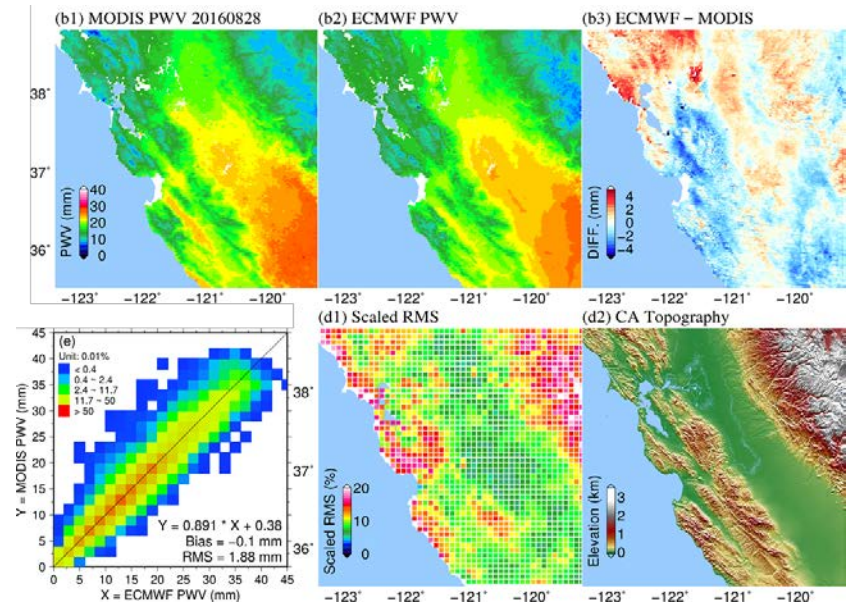 (b1) MODIS PWV 20160828
(b2) ECMWF PWV
(b3) ECMWF − MODIS
38˚
37˚
36˚
PWV (mm)
40
30
20
10
0
DIFF. (mm)
4
2
0
−2
−4
−123˚ −122˚ −121˚ −120˚
−123˚ −122˚ −121˚ −120˚
−123˚ −122˚ −121˚ −120˚
(e)
Unit: 0.01%
< 0.4
0.4 ~ 2.4
2.4 ~ 11.7
11.7 ~ 50
> 50
Y = MODIS PWV (mm)
45
40
35
30
25
20
15
10
5
0
Y = 0.891 * X + 0.38
Bias = −0.1 mm
RMS = 1.88 mm
0 5 10 15 20 25 30 35 40 45
X = ECMWF PWV (mm)
(d1) Scaled RMS
38˚
37˚
36˚
Scaled RMS (%)
20
10
0
−123˚ −122˚ −121˚ −120˚
(d2) CA Topography
Elevation (km)
3
2
1
0
−123˚ −122˚ −121˚ −120˚